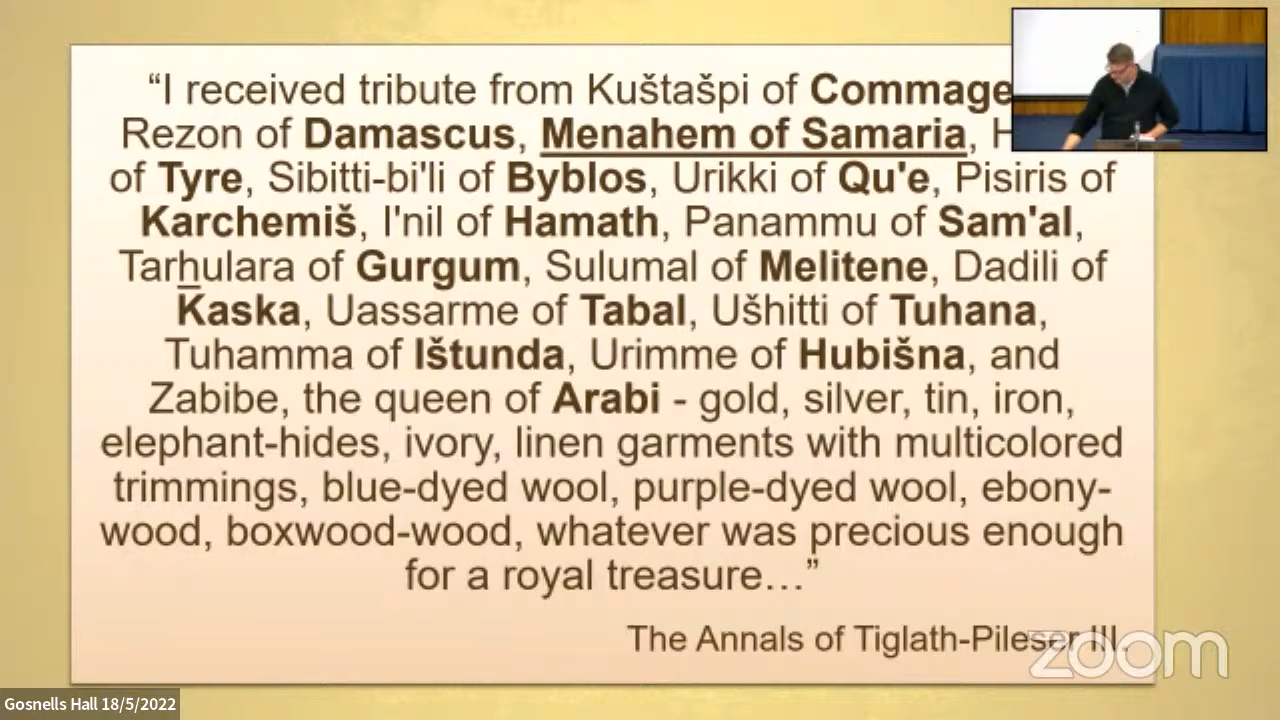 “I received tribute from Kuštašpi of Commage
Rezon of Damascus, Menahem of Samaria, H
of Tyre, Sibitti-bi'li of Byblos, Urikki of Qu'e, Pisiris of
Karchemiš, I'nil of Hamath, Panammu of Sam'al,
Tarẖulara of Gurgum, Sulumal of Melitene, Dadili of
Kaska, Uassarme of Tabal, Ušhitti of Tuhana,
Tuhamma of Ištunda, Urimme of Hubišna, and
Zabibe, the queen of Arabi - gold, silver, tin, iron,
elephant-hides, ivory, linen garments with multicolored
trimmings, blue-dyed wool, purple-dyed wool, ebony-
wood, boxwood-wood, whatever was precious enough
for a royal treasure…”
The Annals of Tiglath-Pileser III.
zoom
Gosnells Hall 18/5/2022